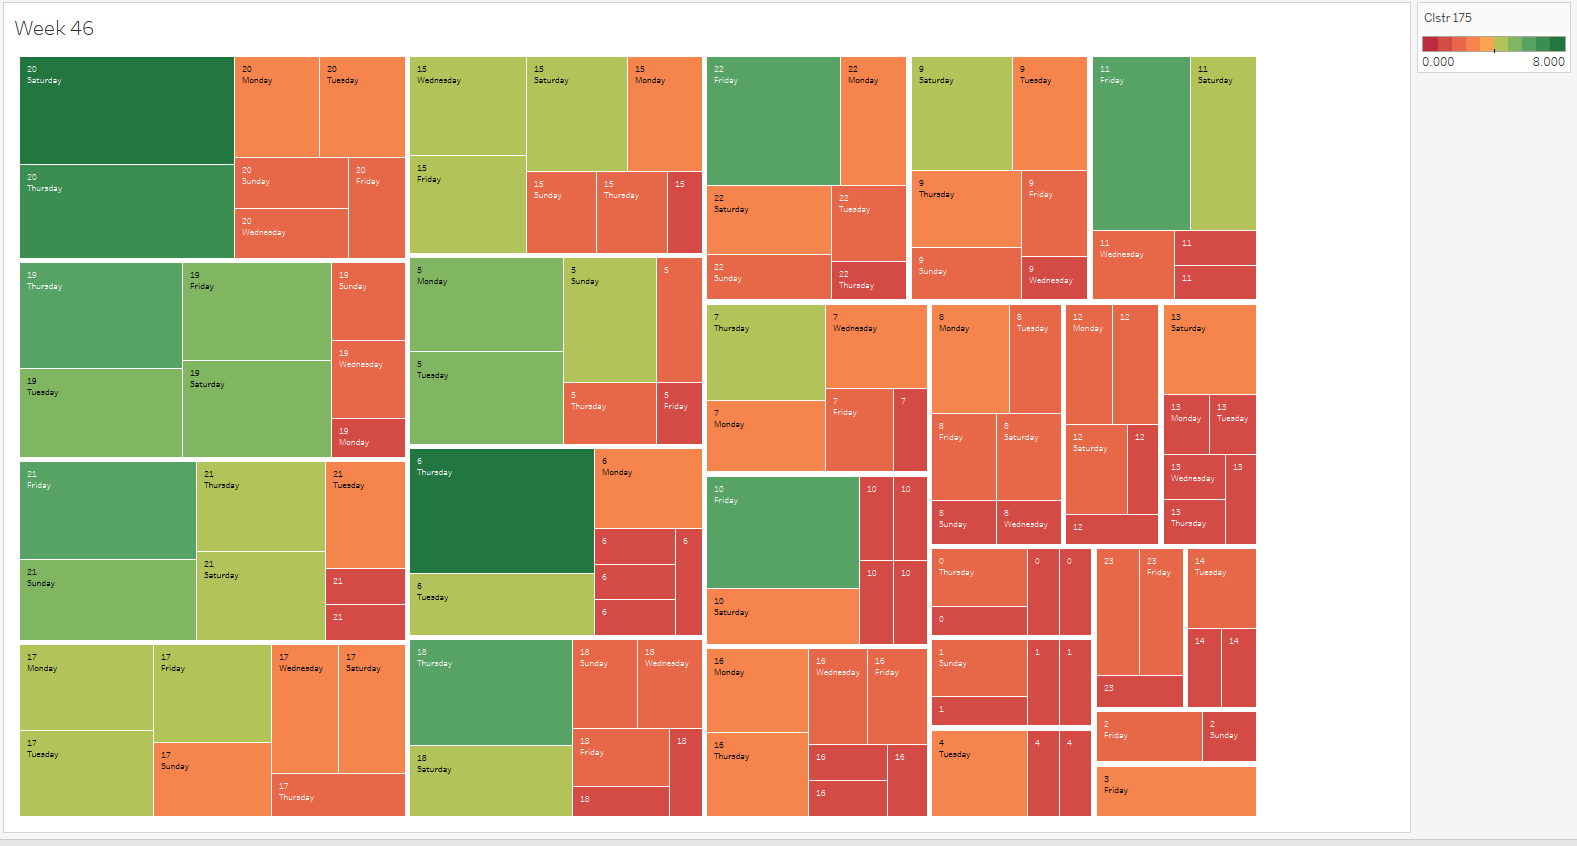 Week 46
Clstr 175
0.000 8.000
20
Saturday
20
Monday
20
Tuesday
20
Thursday
20
Sunday
20
Friday
20
Wednesday
19
Thursday
19
Friday
19
Sunday
19
Wednesday
19
Tuesday
19
Saturday
19
Monday
21
Friday
21
Thursday
21
Tuesday
21
Sunday
21
Saturday
21
21
17
Monday
17
Friday
17
Wednesday
17
Saturday
17
Tuesday
17
Sunday
17
Thursday
15
Wednesday
15
Saturday
15
Monday
15
Friday
15
Sunday
15
Thursday
15
5
Monday
5
Sunday
5
5
Tuesday
5
Thursday
5
Friday
6
Thursday
6
Monday
6
6
6
6
6
Tuesday
18
Thursday
18
Sunday
18
Wednesday
18
Friday
18
18
Saturday
18
22
Friday
22
Monday
22
Saturday
22
Tuesday
22
Sunday
22
Thursday
9
Saturday
9
Tuesday
9
Thursday
9
Friday
9
Sunday
9
Wednesday
11
Friday
11
Saturday
11
Wednesday
11
11
7
Thursday
7
Wednesday
7
Monday
7
Friday
7
8
Monday
8
Tuesday
8
Friday
8
Saturday
8
Sunday
8
Wednesday
12
Monday
12
12
Saturday
12
12
13
Saturday
13
Monday
13
Tuesday
13
Wednesday
13
13
Thursday
10
Friday
10
10
10
10
10
Saturday
16
Monday
16
Wednesday
16
Friday
16
Thursday
16
16
16
0
Thursday
0
0
0
1
Sunday
1
1
1
4
Tuesday
4
4
23
23
Friday
23
14
Tuesday
14
14
2
Friday
2
Sunday
3
Friday